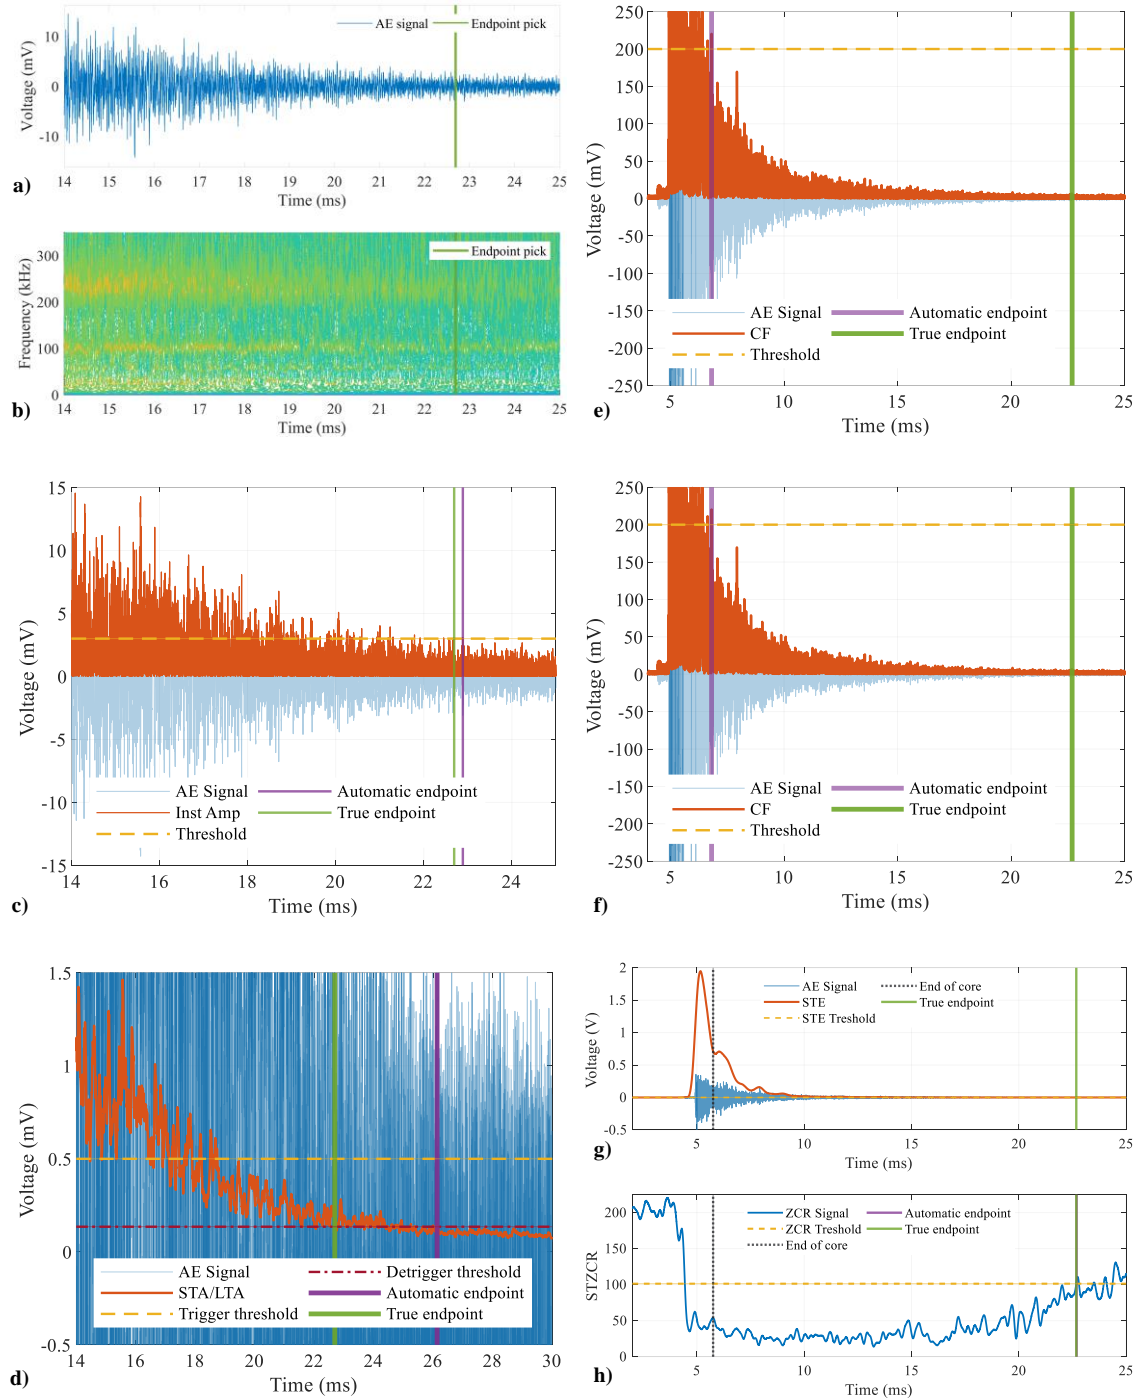 AE signal Endpoint pick
10
0
-10
Voltage (mV)
14 15 16 17 18 19 20 21 22 23 24 25
Time (ms)
a)
Endpoint pick
300
200
100
0
Frequency (kHz)
14 15 16 17 18 19 20 21 22 23 24 25
Time (ms)
b)
15
10
5
0
-5
-10
-15
Voltage (mV)
AE Signal Automatic endpoint
Inst Amp True endpoint
Threshold
14 16 18 20 22 24
Time (ms)
c)
1.5
1
0.5
0
-0.5
Voltage (mV)
AE Signal Detrigger threshold
STA/LTA Automatic endpoint
Trigger threshold True endpoint
14 16 18 20 22 24 26 28 30
Time (ms)
d)
250
200
150
100
50
0
-50
-100
-150
-200
-250
Voltage (mV)
AE Signal Automatic endpoint
CF True endpoint
Threshold
5 10 15 20 25
Time (ms)
e)
250
200
150
100
50
0
-50
-100
-150
-200
-250
Voltage (mV)
AE Signal Automatic endpoint
CF True endpoint
Threshold
5 10 15 20 25
Time (ms)
f)
2
1.5
1
0.5
0
-0.5
Voltage (V)
AE Signal End of core
STE True endpoint
STE Treshold
5 10 15 20 25
Time (ms)
g)
200
150
100
50
0
STZCR
ZCR Signal Automatic endpoint
ZCR Treshold True endpoint
End of core
5 10 15 20 25
Time (ms)
h)